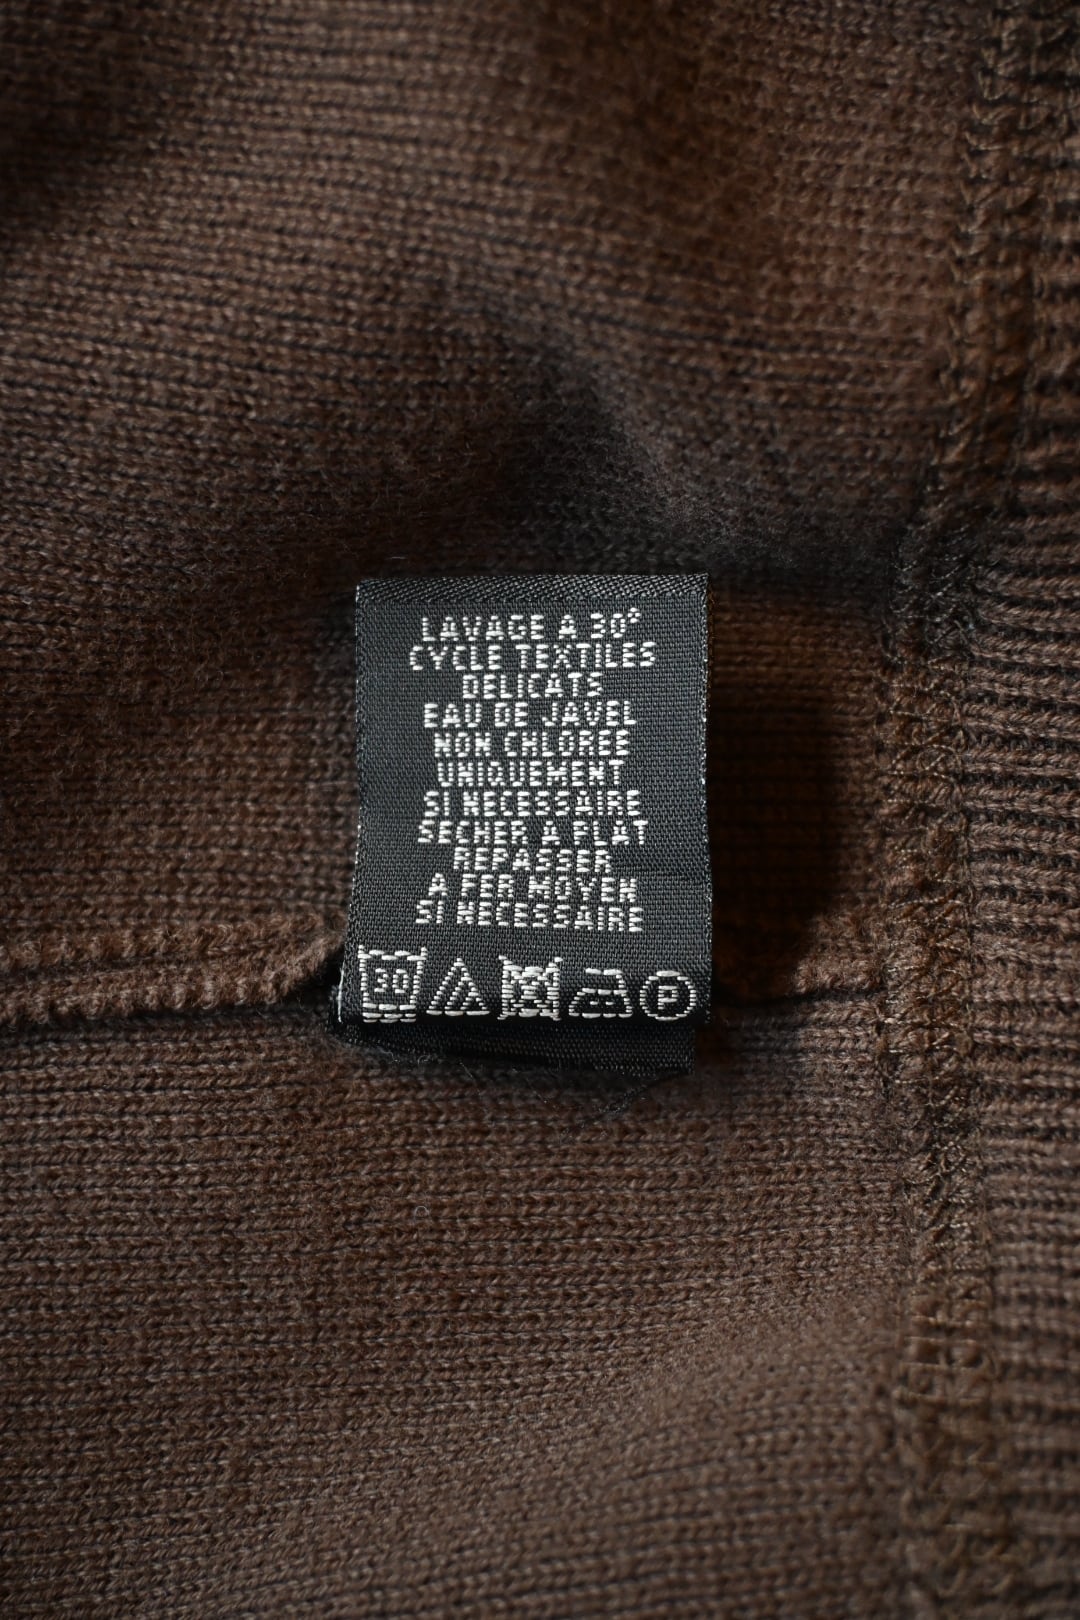 LAVAGE A 30°
CYCLE TEXTILES
DELICATS
EAU DE JAVEL
NON CHLOREE
UNIQUEMENT
SI NECESSAIRE
SECHER A PLAT
REPASSER
A FER MOYEN
SI NECESSAIRE
30 P